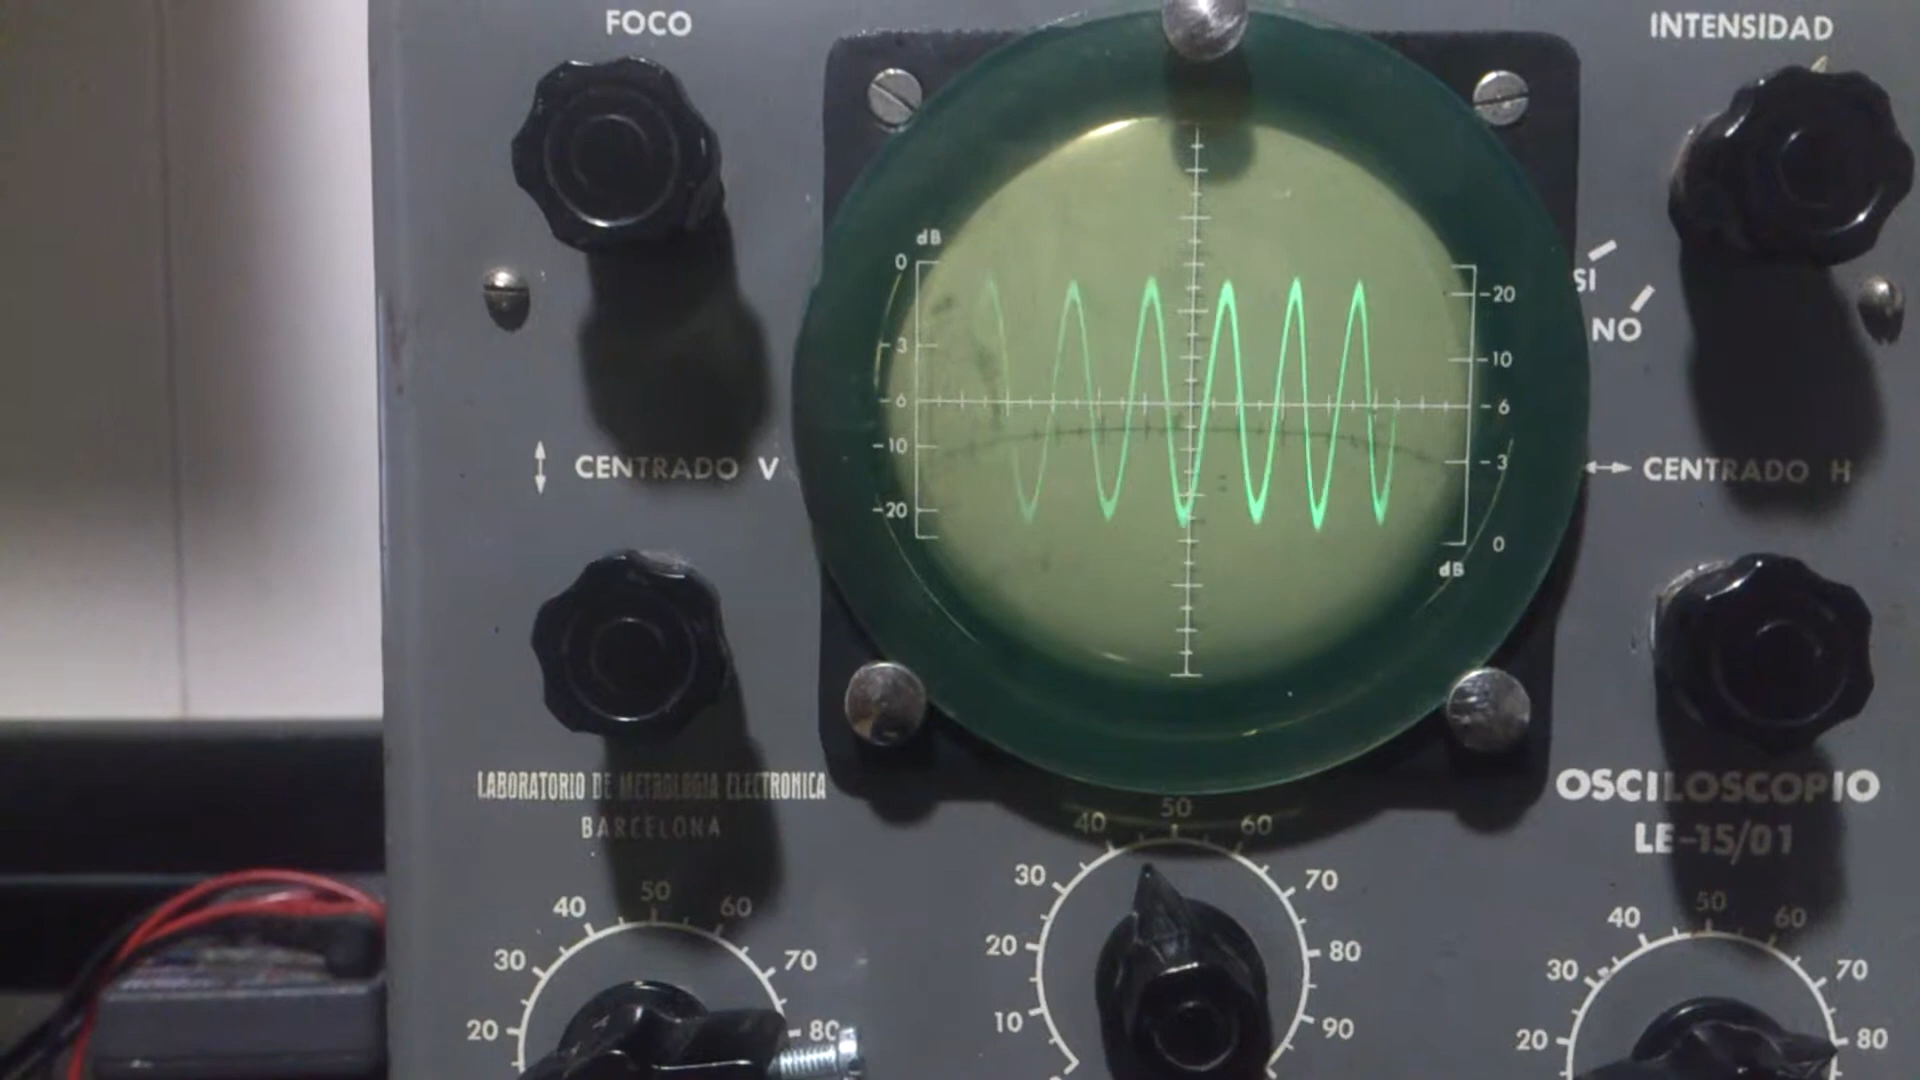 FOCO
INTENSIDAD
SI
NO
dB
0
3
6
-10
-20
-20
-10
-6
-3
0
dB
CENTRADO V
CENTRADO H
LABORATORIO DE METROLOGIA ELECTRONICA
BARCELONA
OSCILOSCOPIO
LE-15/01
20 30 40 50 60 70 80
10 20 30 40 50 60 70 80 90
20 30 40 50 60 70 80